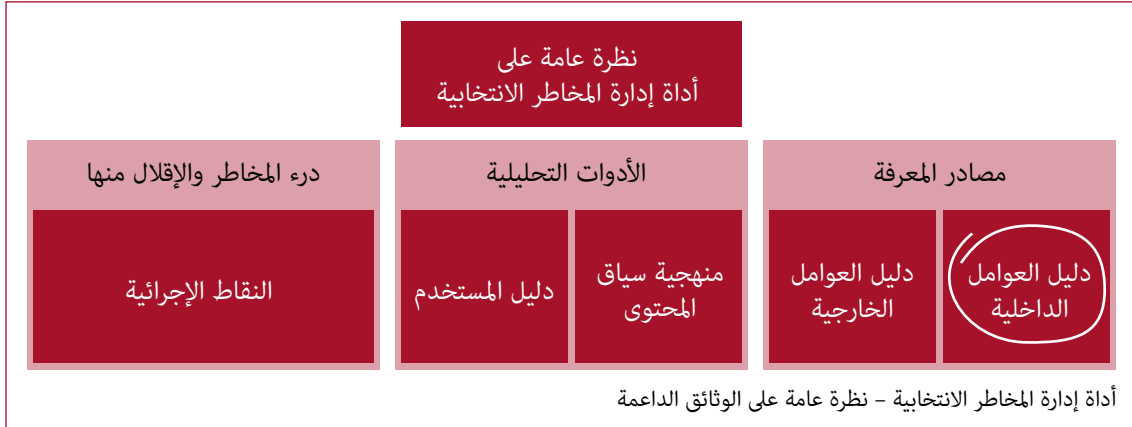 نظرة عامة على
أداة إدارة المخاطر الانتخابية
مصادر المعرفة
دليل العوامل
الداخلية
دليل العوامل
الخارجية
الأدوات التحليلية
منهجية سياق
المحتوى
دليل المستخدم
درء المخاطر والإقلال منها
النقاط الإجرائية
أداة إدارة المخاطر الانتخابية – نظرة عامة على الوثائق الداعمة